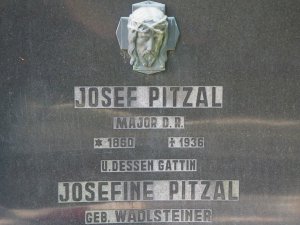 JOSEF PITZAL
MAJOR D. R.
* 1860 ✝ 1936
U. DESSEN GATTIN
JOSEFINE PITZAL
GEB. WADLSTEINER